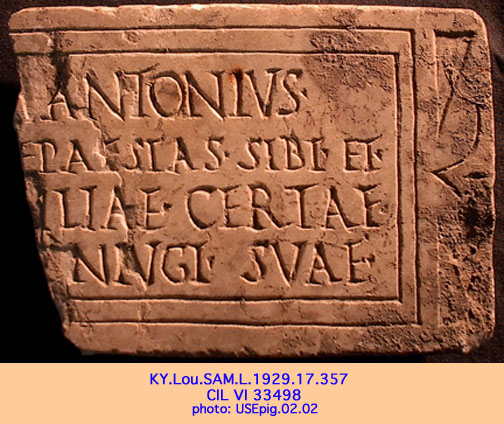 ANTONIVS·
SIBI· ET·
LIAE· CERTAE
NIVGI· SVAE
KY.Lou.SAM.L.1929.17.357
CIL VI 33498
photo: USEpig.02.02